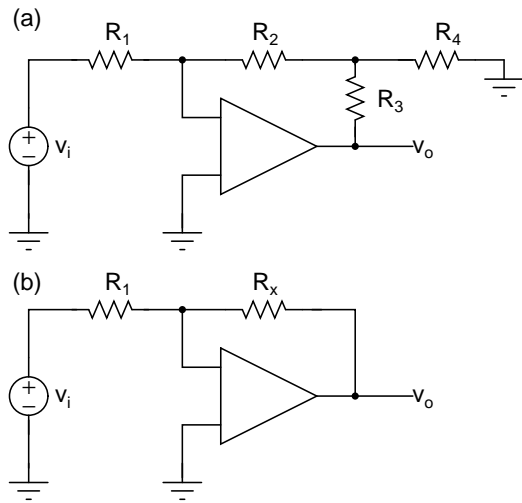 (a)
R₁ R₂ R₄
R₃
+
− vᵢ vₒ
(b)
R₁ Rₓ
+
− vᵢ vₒ